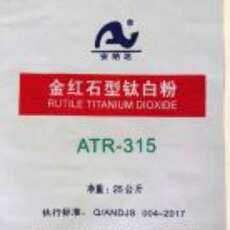 安纳达
金红石型钛白粉
RUTILE TITANIUM DIOXIDE
ATR-315
净重：25公斤
执行标准：Q/ANDJS 004-2017